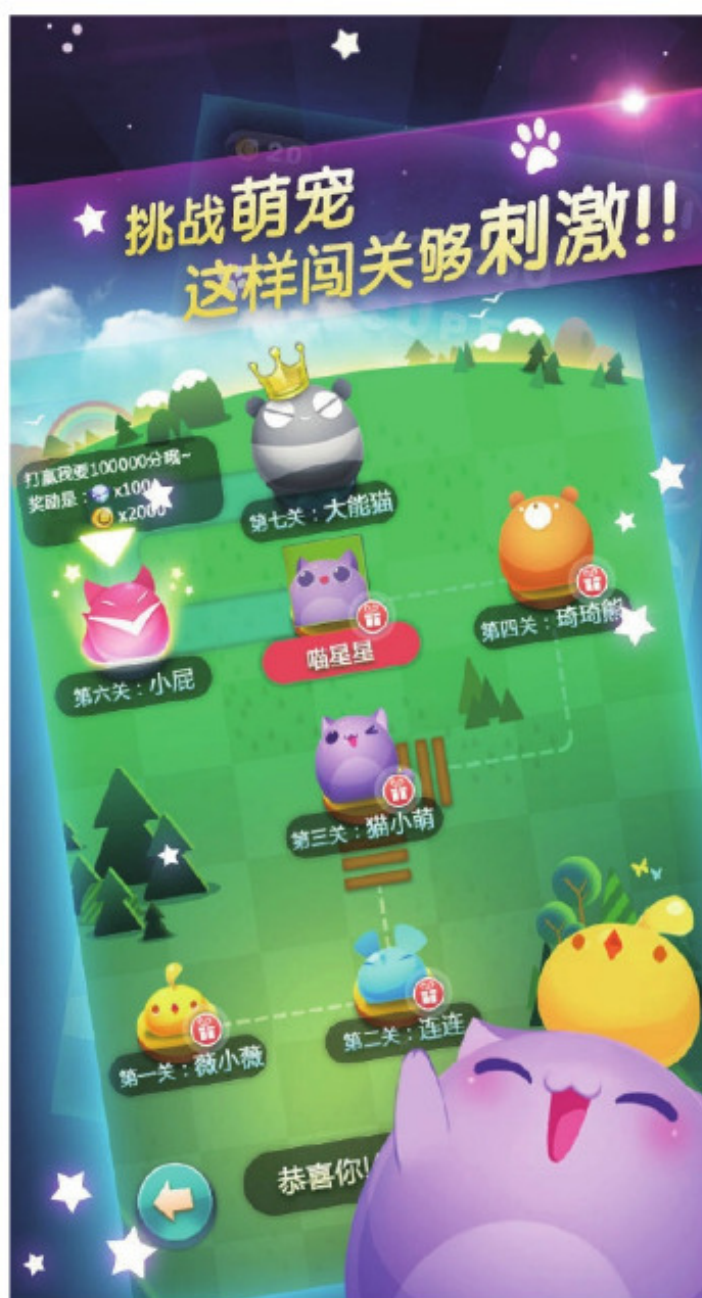 20
挑战萌宠
这样闯关够刺激!!
打赢我要100000分哦~
奖励是：x100
x2000
第七关：大能猫
第六关：小屁
喵星星
第四关：琦琦熊
第三关：猫小萌
第一关：薇小薇
第二关：连连
恭喜你!